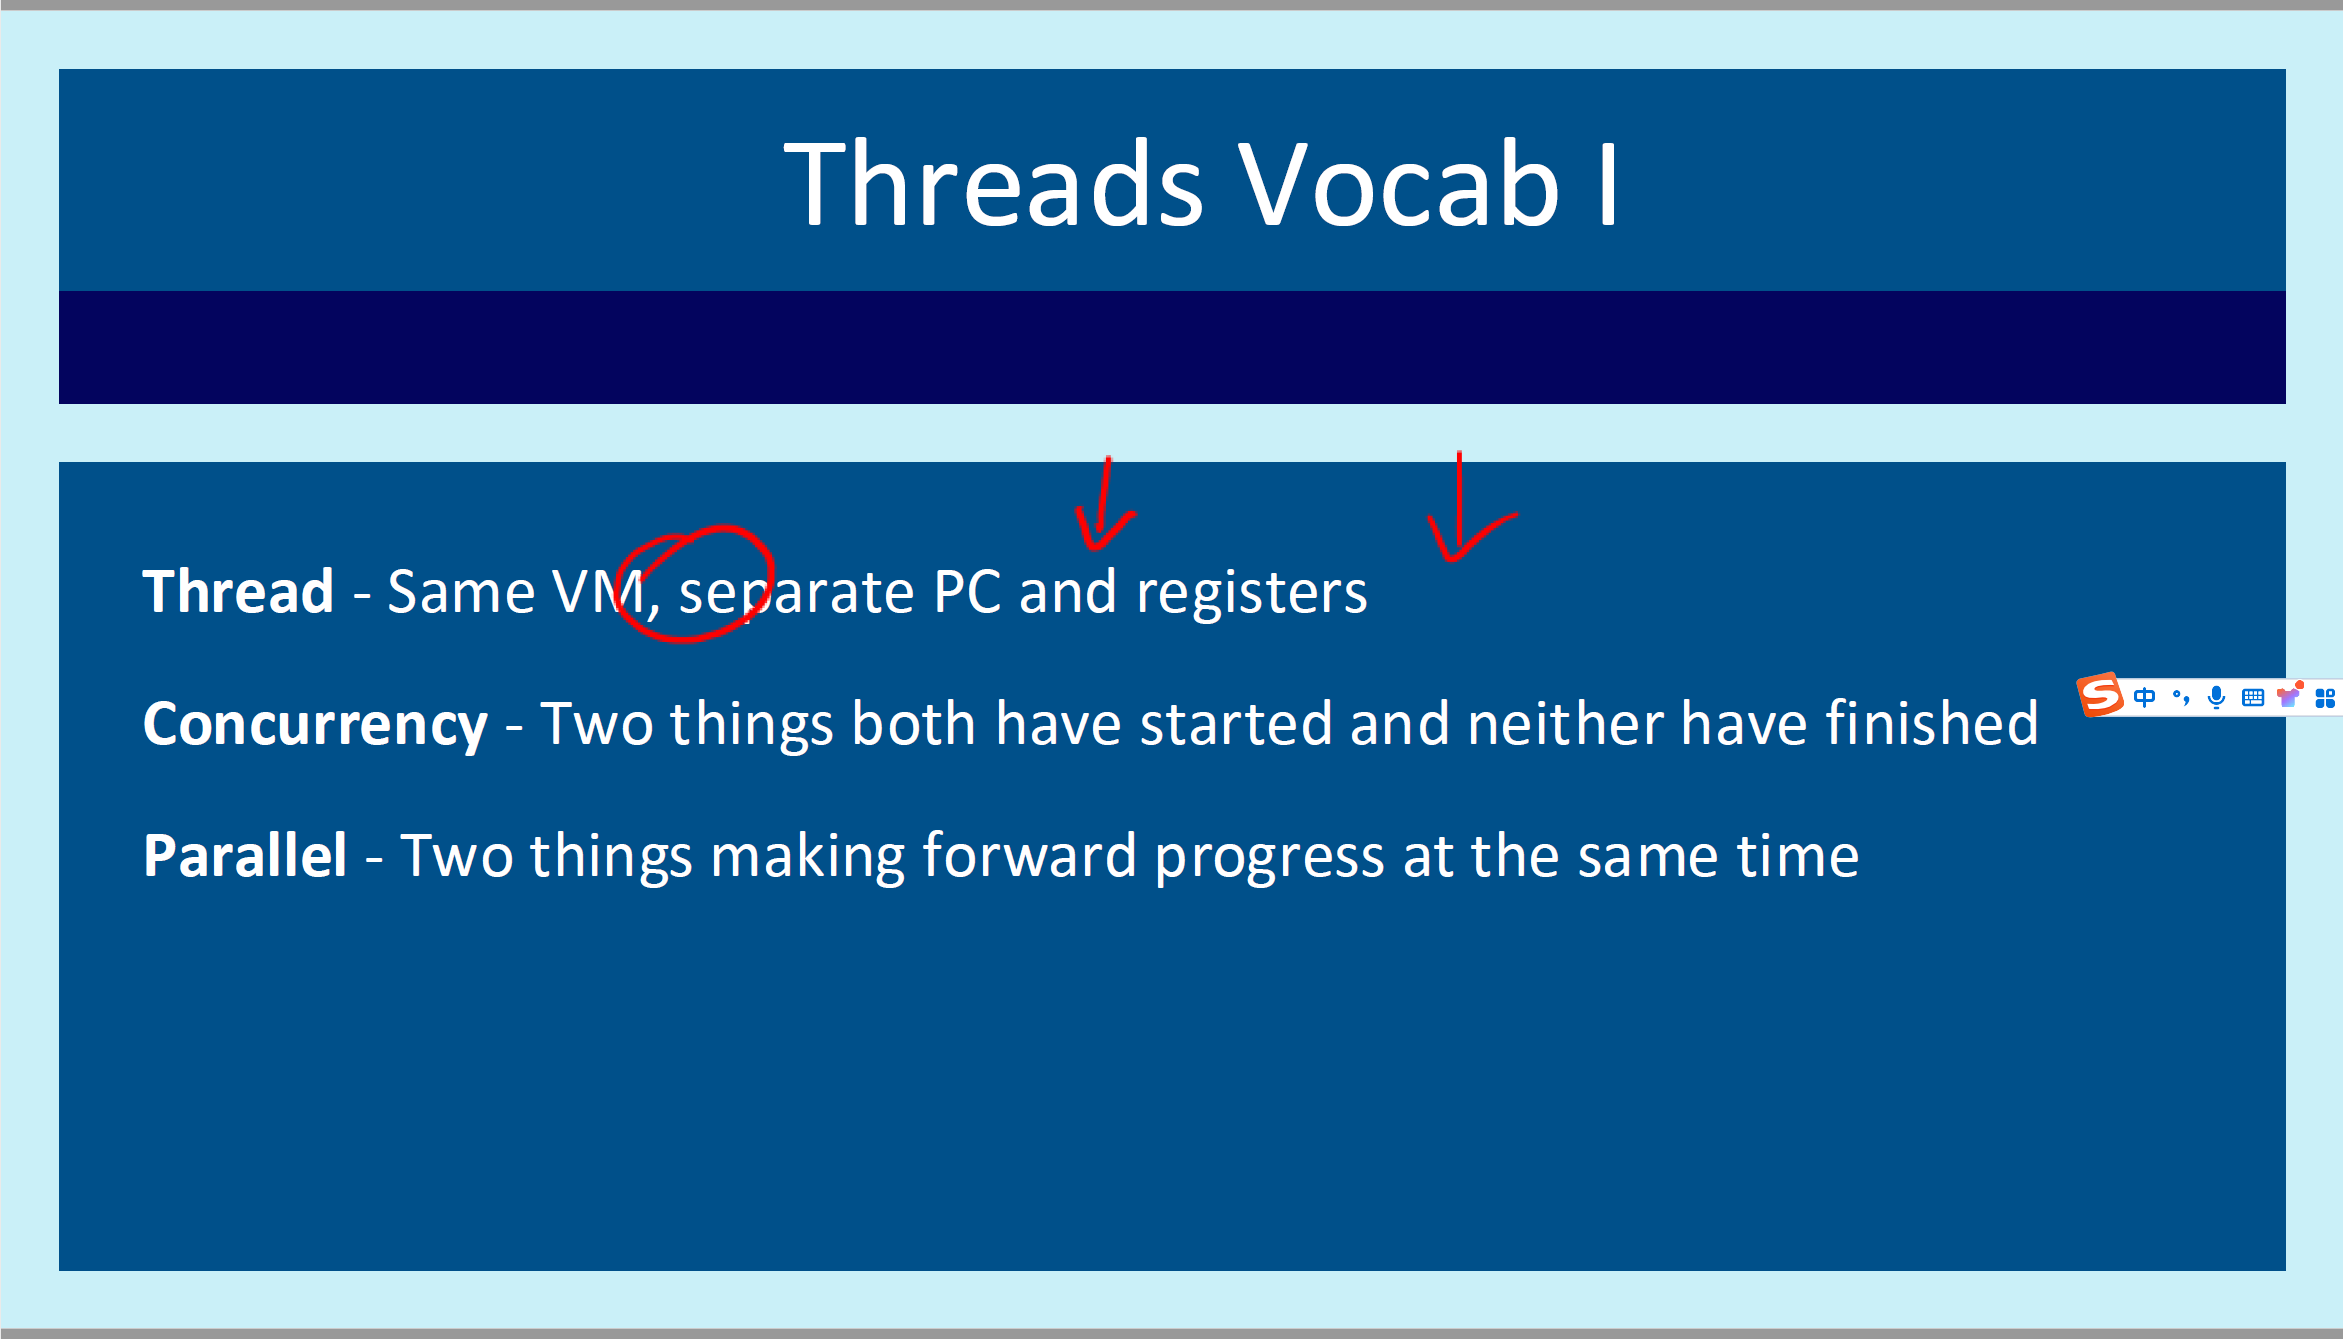 Threads Vocab I
Thread - Same VM, separate PC and registers
Concurrency - Two things both have started and neither have finished
S 中
Parallel - Two things making forward progress at the same time